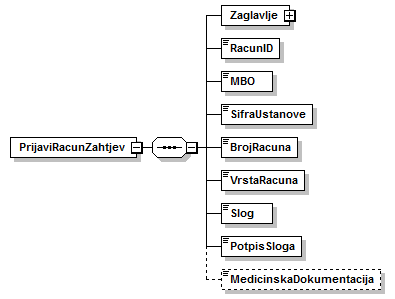 Zaglavlje
RacunID
MBO
SifraUstanove
PrijaviRacunZahtjev
BrojRacuna
VrstaRacuna
Slog
PotpisSloga
MedicinskaDokumentacija